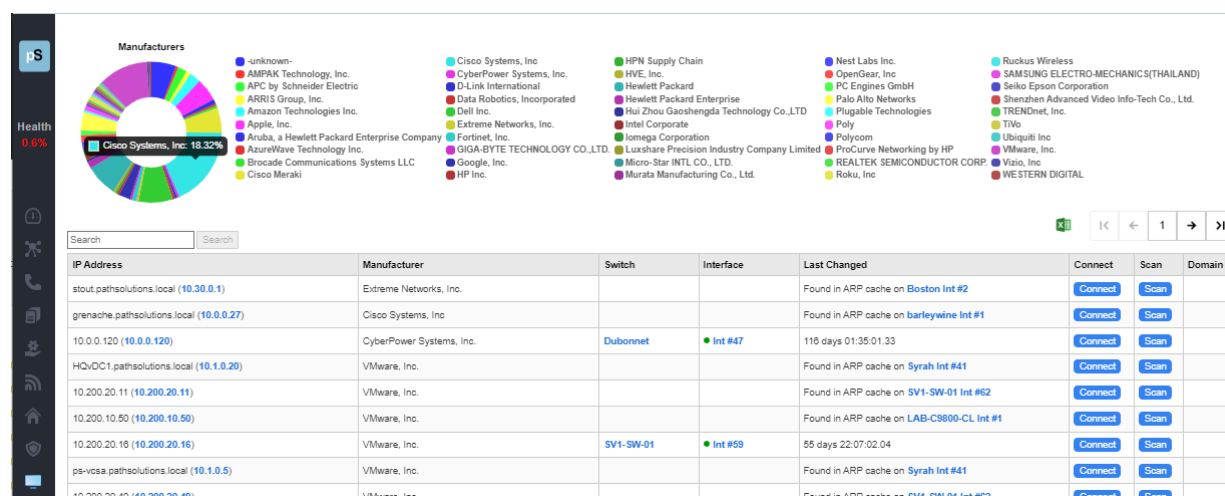 pS
Health
0.6%
Manufacturers
Cisco Systems, Inc: 18.32%
-unknown-
AMPAK Technology, Inc.
APC by Schneider Electric
ARRIS Group, Inc.
Amazon Technologies Inc.
Apple, Inc.
Aruba, a Hewlett Packard Enterprise Company
AzureWave Technology Inc.
Brocade Communications Systems LLC
Cisco Meraki
Cisco Systems, Inc
CyberPower Systems, Inc.
D-Link International
Data Robotics, Incorporated
Dell Inc.
Extreme Networks, Inc.
Fortinet, Inc.
GIGA-BYTE TECHNOLOGY CO.,LTD.
Google, Inc.
HP Inc.
HPN Supply Chain
HVE, Inc.
Hewlett Packard
Hewlett Packard Enterprise
Hui Zhou Gaoshengda Technology Co.,LTD
Intel Corporate
Iomega Corporation
Luxshare Precision Industry Company Limited
Micro-Star INTL CO., LTD.
Murata Manufacturing Co., Ltd.
Nest Labs Inc.
OpenGear, Inc
PC Engines GmbH
Palo Alto Networks
Plugable Technologies
Poly
Polycom
ProCurve Networking by HP
REALTEK SEMICONDUCTOR CORP.
Roku, Inc
Ruckus Wireless
SAMSUNG ELECTRO-MECHANICS(THAILAND)
Seiko Epson Corporation
Shenzhen Advanced Video Info-Tech Co., Ltd.
TRENDnet, Inc.
TiVo
Ubiquiti Inc
VMware, Inc.
Vizio, Inc
WESTERN DIGITAL
Search Search 1
IP Address Manufacturer Switch Interface Last Changed Connect Scan Domain
stout.pathsolutions.local (10.30.0.1) Extreme Networks, Inc. Found in ARP cache on Boston Int #2 Connect Scan
grenache.pathsolutions.local (10.0.0.27) Cisco Systems, Inc Found in ARP cache on barleywine Int #1 Connect Scan
10.0.0.120 (10.0.0.120) CyberPower Systems, Inc. Dubonnet Int #47 116 days 01:35:01.33 Connect Scan
HQvDC1.pathsolutions.local (10.1.0.20) VMware, Inc. Found in ARP cache on Syrah Int #41 Connect Scan
10.200.20.11 (10.200.20.11) VMware, Inc. Found in ARP cache on SV1-SW-01 Int #62 Connect Scan
10.200.10.50 (10.200.10.50) VMware, Inc. Found in ARP cache on LAB-C9800-CL Int #1 Connect Scan
10.200.20.16 (10.200.20.16) VMware, Inc. SV1-SW-01 Int #59 55 days 22:07:02.04 Connect Scan
ps-vcsa.pathsolutions.local (10.1.0.5) VMware, Inc. Found in ARP cache on Syrah Int #41 Connect Scan
VMware, Inc. Found in ARP cache on SV1-SW-01